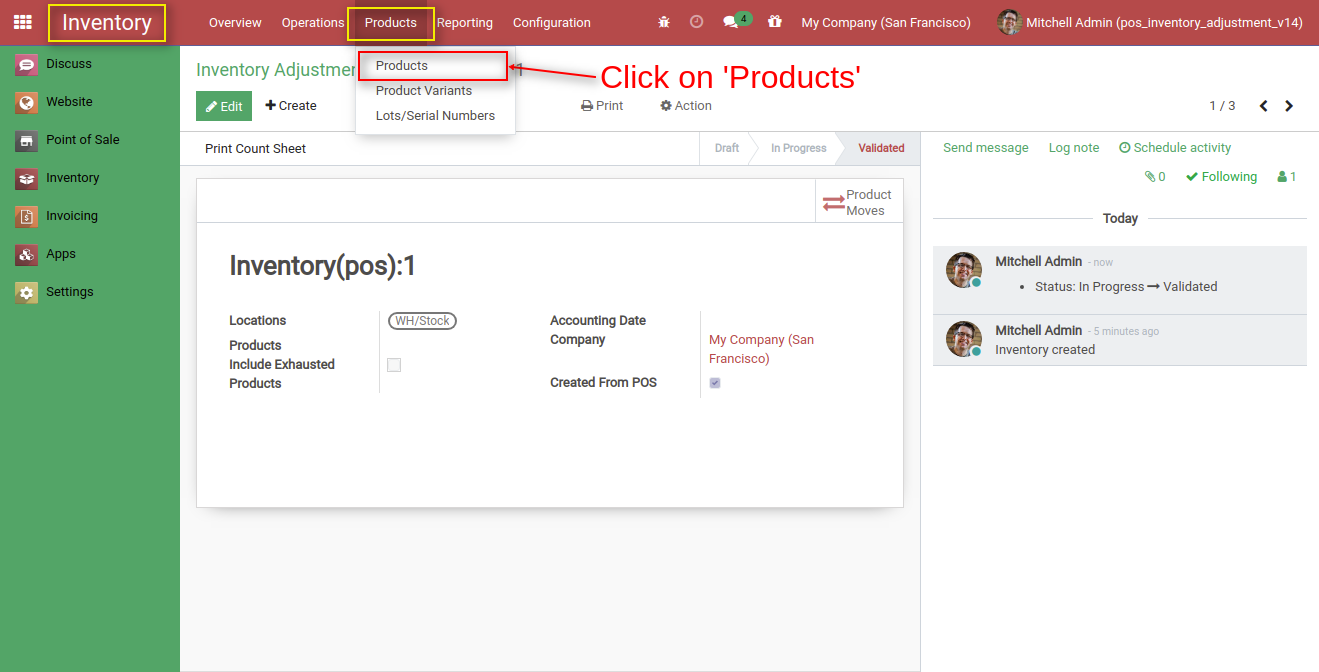 Inventory
Overview
Operations
Products
Reporting
Configuration
4
My Company (San Francisco)
Mitchell Admin (pos_inventory_adjustment_v14)
Discuss
Website
Point of Sale
Inventory
Invoicing
Apps
Settings
Products
Product Variants
Lots/Serial Numbers
Click on 'Products'
Edit
Create
Print
Action
1 / 3
Print Count Sheet
Draft
In Progress
Validated
Product
Moves
Inventory(pos):1
Locations
WH/Stock
Products
Include Exhausted
Products
Accounting Date
Company
My Company (San
Francisco)
Created From POS
Send message
Log note
Schedule activity
0
Following
1
Today
Mitchell Admin - now
Status: In Progress → Validated
Mitchell Admin - 5 minutes ago
Inventory created